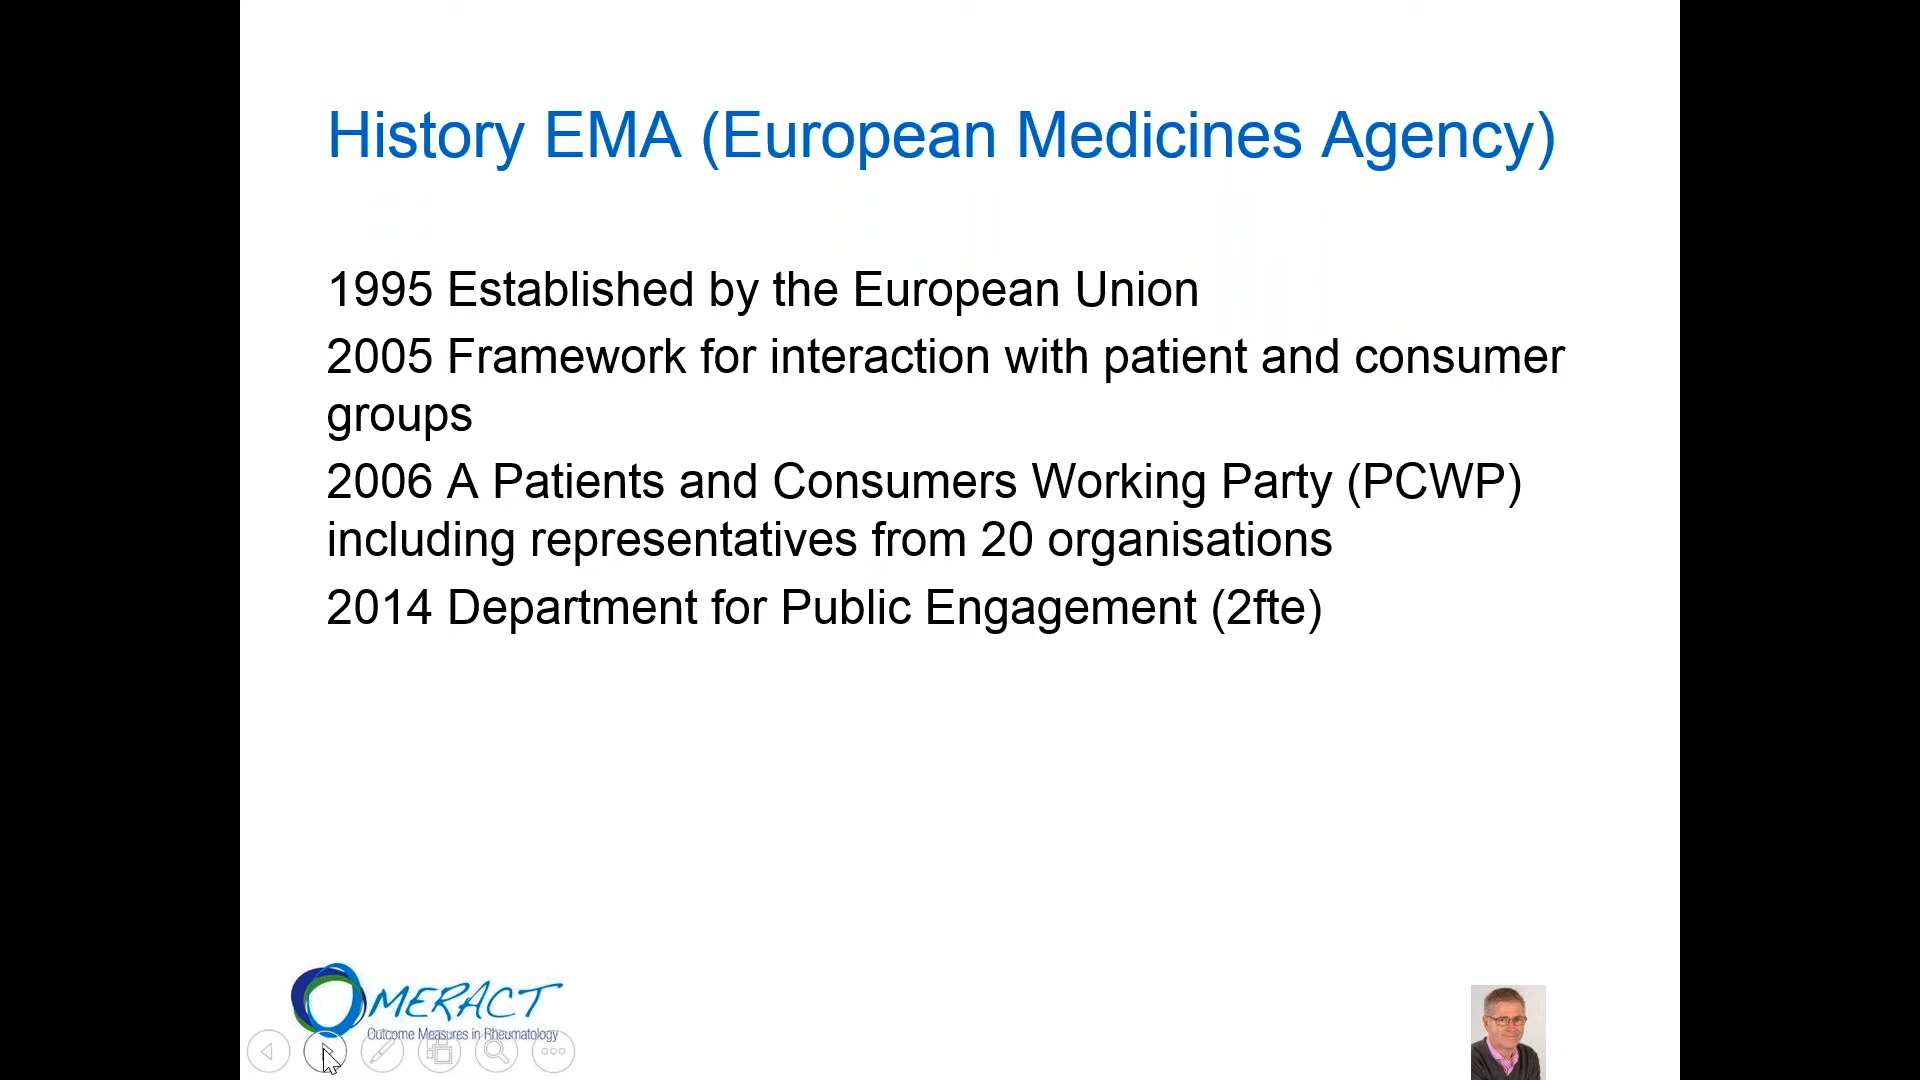 History EMA (European Medicines Agency)
1995 Established by the European Union
2005 Framework for interaction with patient and consumer
groups
2006 A Patients and Consumers Working Party (PCWP)
including representatives from 20 organisations
2014 Department for Public Engagement (2fte)
OMERACT
Outcome Measures in Rheumatology